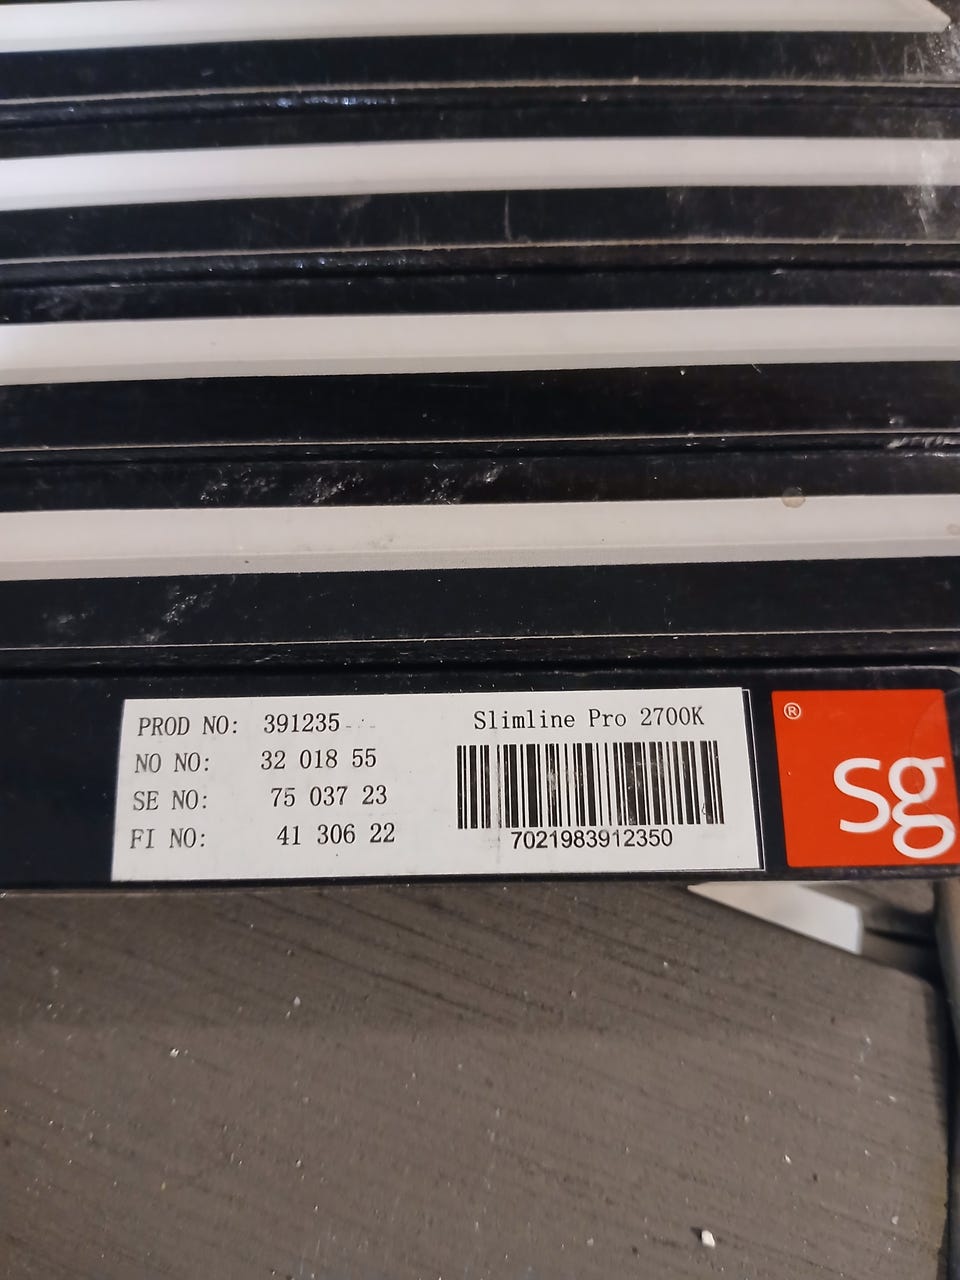 PROD NO: 391235
NO NO: 32 018 55
SE NO: 75 037 23
FI NO: 41 306 22
Slimline Pro 2700K
7021983912350
®
sg